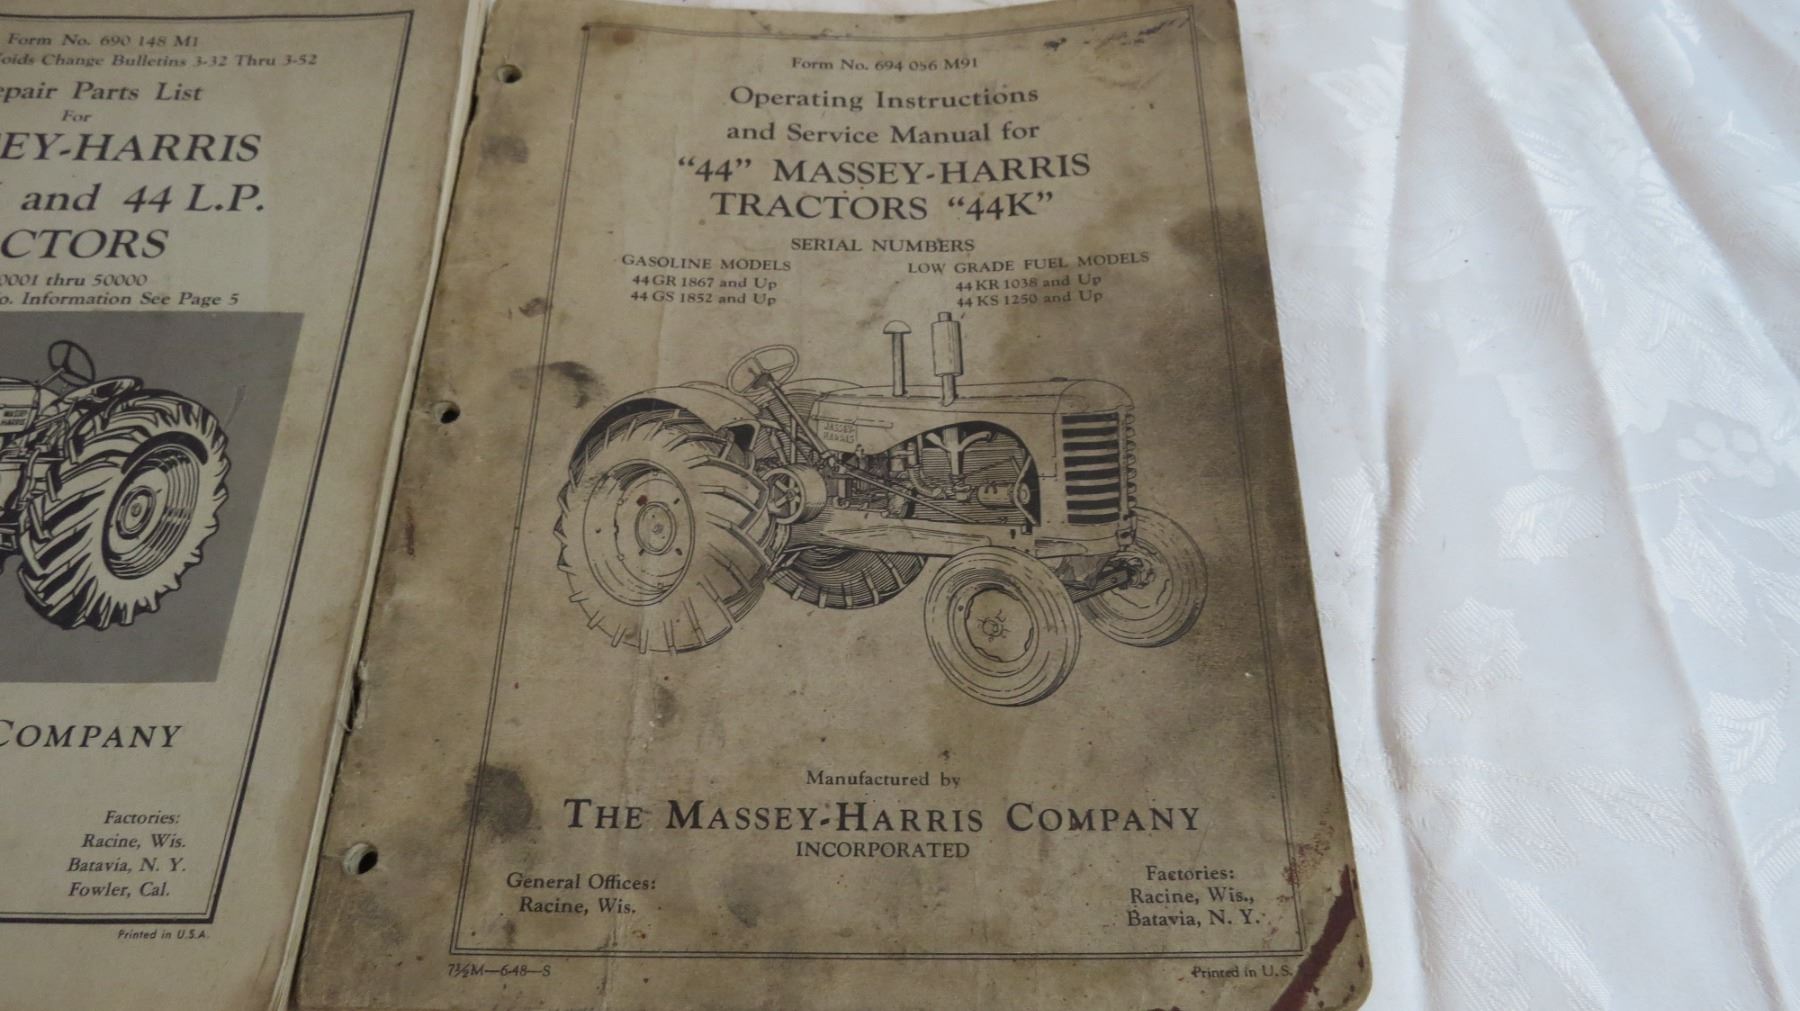 Form No. 690 148 M1
Change Bulletins 3-32 Thru 3-52
Parts List
For
and 44 L.P.
thru 50000
Information See Page 5
MASSEY
HARRIS
COMPANY
Factories:
Racine, Wis.
Batavia, N. Y.
Fowler, Cal.
Printed in U.S.A.
Form No. 694 056 M91
Operating Instructions
and Service Manual for
"44" MASSEY-HARRIS
TRACTORS "44K"
SERIAL NUMBERS
GASOLINE MODELS
44 GR 1867 and Up
44 GS 1852 and Up
LOW GRADE FUEL MODELS
44 KR 1038 and Up
44 KS 1250 and Up
MASSEY-
HARRIS
Manufactured by
THE MASSEY-HARRIS COMPANY
INCORPORATED
General Offices:
Racine, Wis.
Factories:
Racine, Wis.,
Batavia, N. Y.
7½M—6-48—S
Printed in U. S.